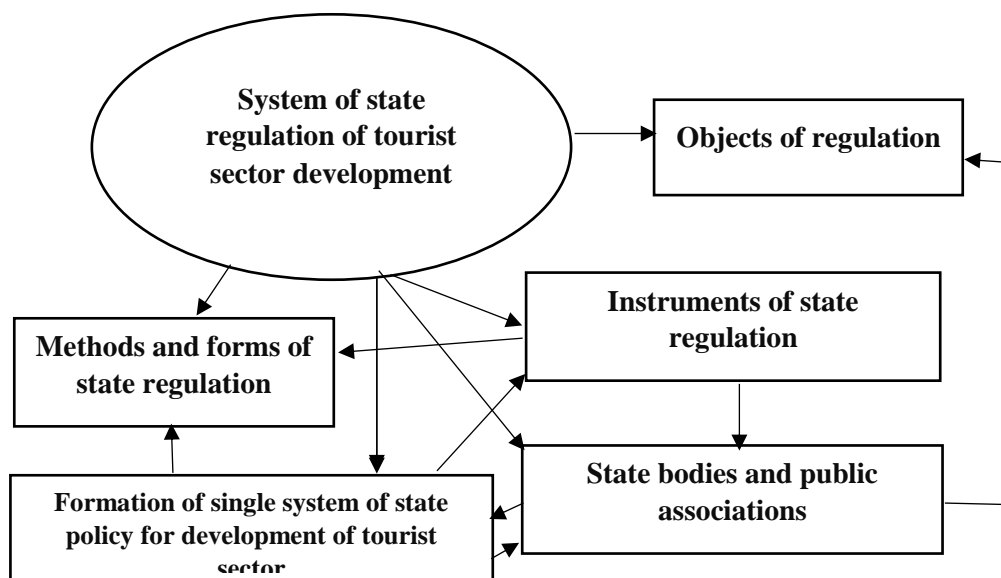 System of state
regulation of tourist
sector development
Objects of regulation
Instruments of state
regulation
Methods and forms of
state regulation
State bodies and public
associations
Formation of single system of state
policy for development of tourist
sector